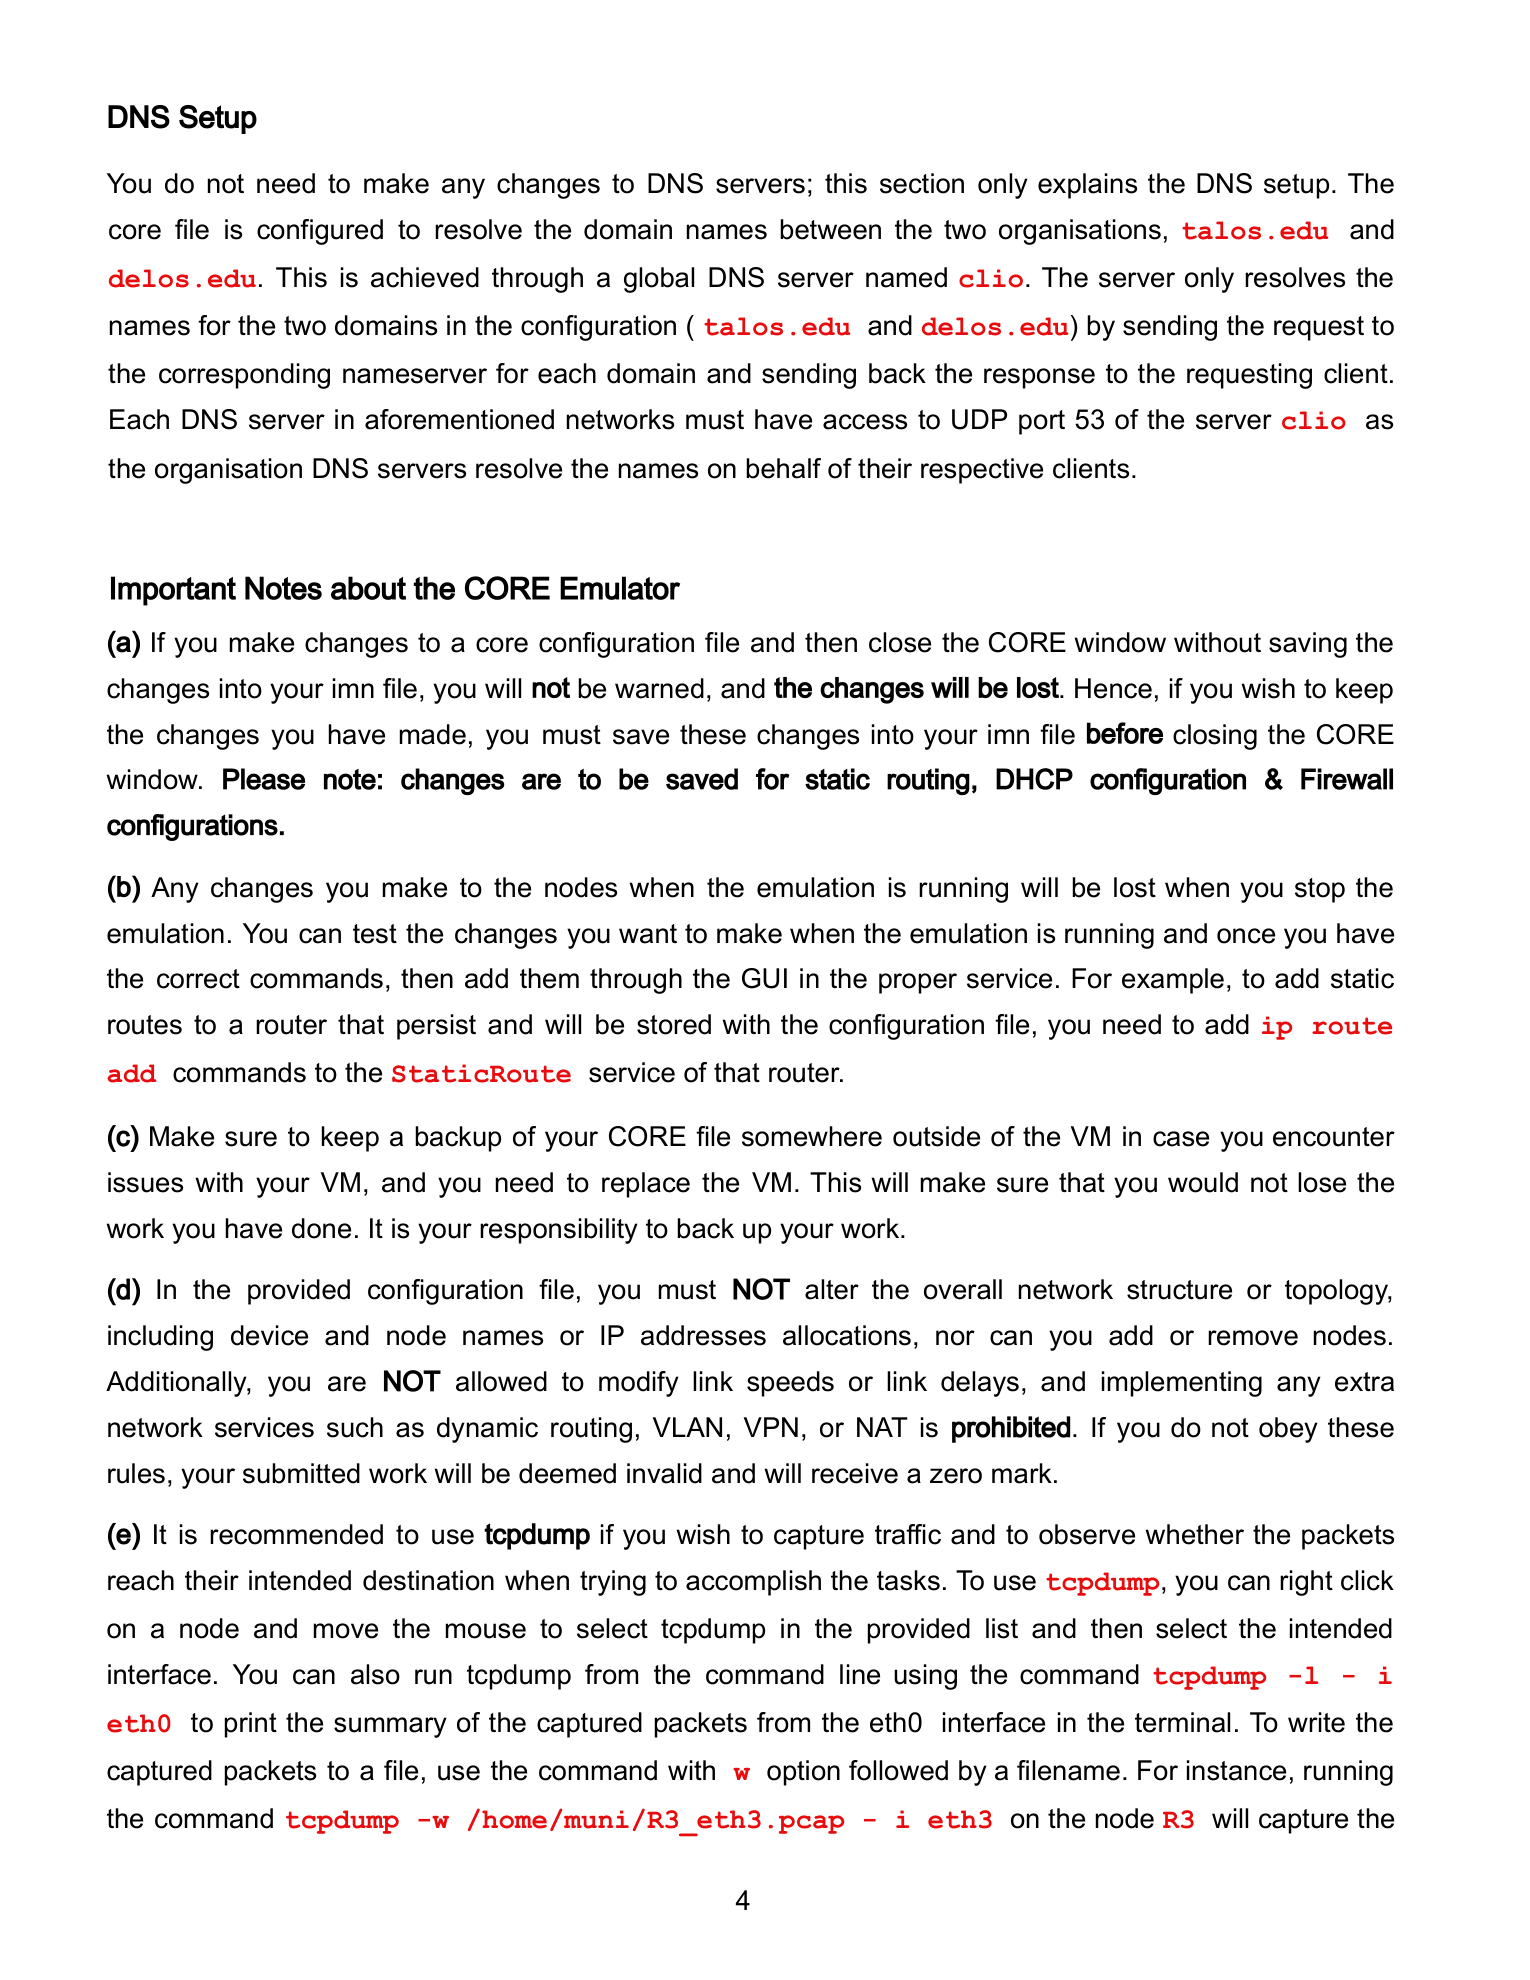 DNS Setup
You do not need to make any changes to DNS servers; this section only explains the DNS setup. The
core file is configured to resolve the domain names between the two organisations, talos.edu and
delos.edu. This is achieved through a global DNS server named clio. The server only resolves the
names for the two domains in the configuration ( talos.edu and delos.edu) by sending the request to
the corresponding nameserver for each domain and sending back the response to the requesting client.
Each DNS server in aforementioned networks must have access to UDP port 53 of the server clio as
the organisation DNS servers resolve the names on behalf of their respective clients.
Important Notes about the CORE Emulator
(a) If you make changes to a core configuration file and then close the CORE window without saving the
changes into your imn file, you will not be warned, and the changes will be lost. Hence, if you wish to keep
the changes you have made, you must save these changes into your imn file before closing the CORE
window. Please note: changes are to be saved for static routing, DHCP configuration & Firewall
configurations.
(b) Any changes you make to the nodes when the emulation is running will be lost when you stop the
emulation. You can test the changes you want to make when the emulation is running and once you have
the correct commands, then add them through the GUI in the proper service. For example, to add static
routes to a router that persist and will be stored with the configuration file, you need to add ip route
add commands to the StaticRoute service of that router.
(c) Make sure to keep a backup of your CORE file somewhere outside of the VM in case you encounter
issues with your VM, and you need to replace the VM. This will make sure that you would not lose the
work you have done. It is your responsibility to back up your work.
(d) In the provided configuration file, you must NOT alter the overall network structure or topology,
including device and node names or IP addresses allocations, nor can you add or remove nodes.
Additionally, you are NOT allowed to modify link speeds or link delays, and implementing any extra
network services such as dynamic routing, VLAN, VPN, or NAT is prohibited. If you do not obey these
rules, your submitted work will be deemed invalid and will receive a zero mark.
(e) It is recommended to use tcpdump if you wish to capture traffic and to observe whether the packets
reach their intended destination when trying to accomplish the tasks. To use tcpdump, you can right click
on a node and move the mouse to select tcpdump in the provided list and then select the intended
interface. You can also run tcpdump from the command line using the command tcpdump -l - i
eth0 to print the summary of the captured packets from the eth0 interface in the terminal. To write the
captured packets to a file, use the command with w option followed by a filename. For instance, running
the command tcpdump -w /home/muni/R3_eth3.pcap - i eth3 on the node R3 will capture the
4